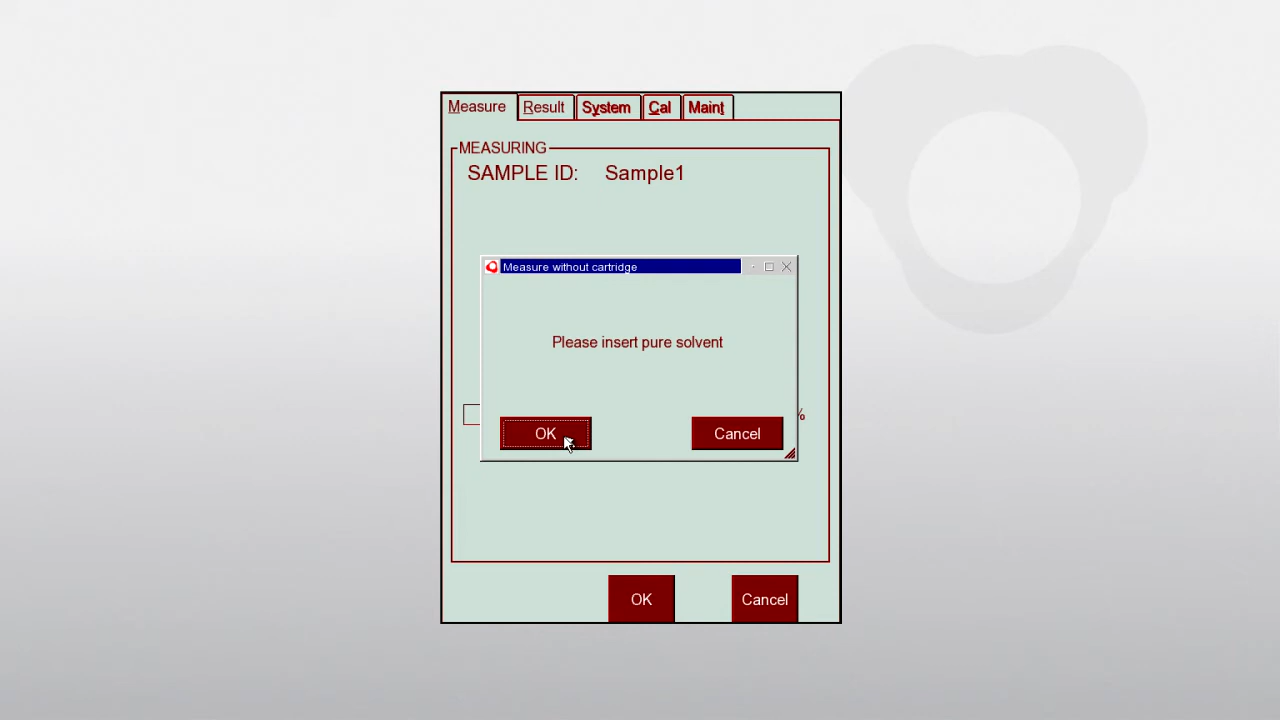 Measure Result System Cal Maint
MEASURING
SAMPLE ID: Sample1
Measure without cartridge
Please insert pure solvent
%
OK Cancel
OK Cancel